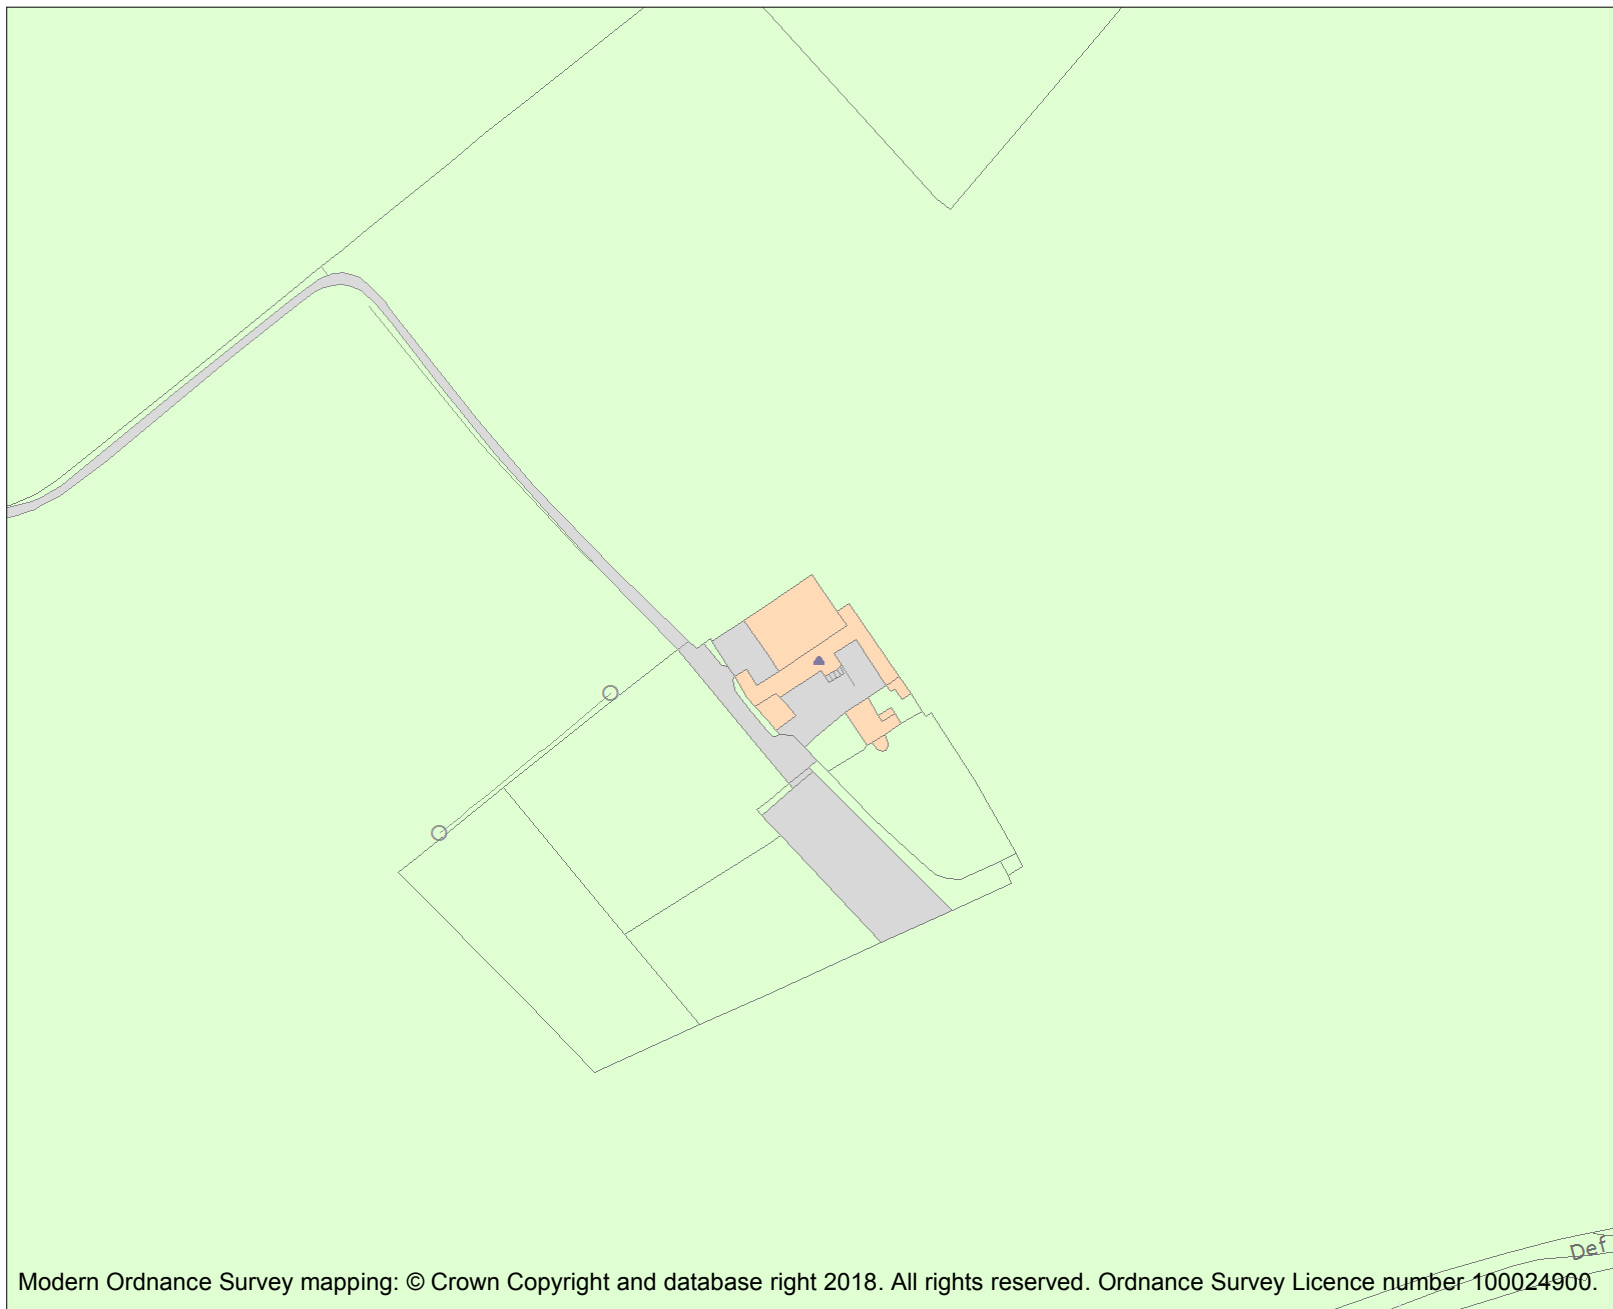 Def
Modern Ordnance Survey mapping: © Crown Copyright and database right 2018. All rights reserved. Ordnance Survey Licence number 100024900.